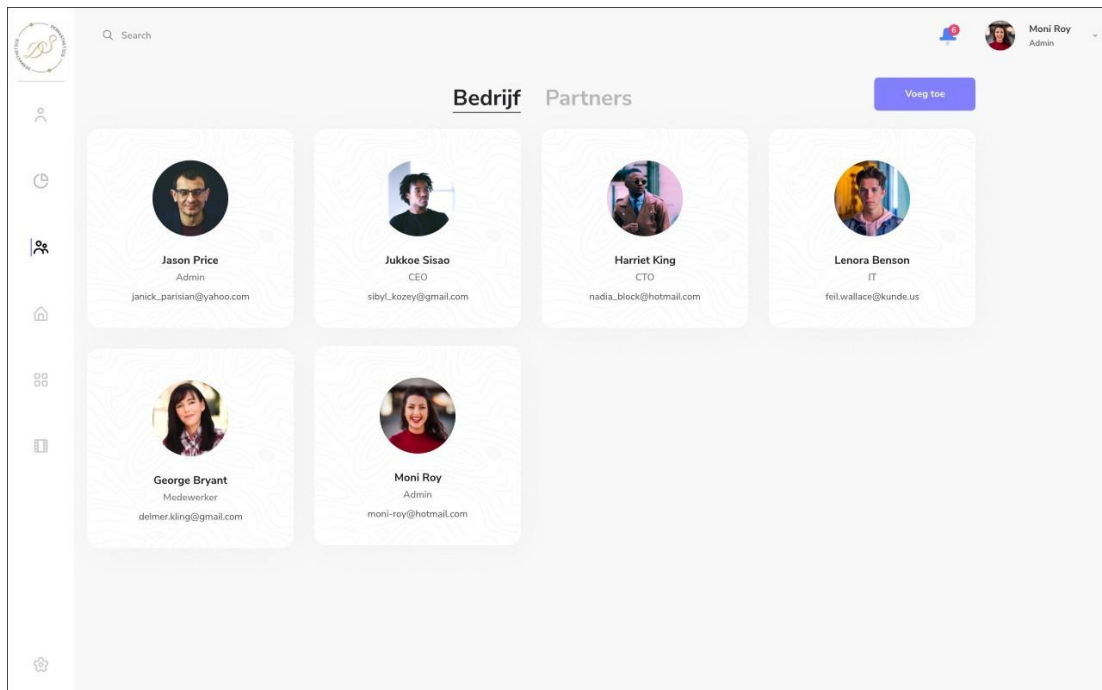 Search
6
Moni Roy
Admin
Bedrijf Partners
Voeg toe
Jason Price
Admin
janick_parisian@yahoo.com
Jukkoe Sisao
CEO
sibyl_kozey@gmail.com
Harriet King
CTO
nadia_block@hotmail.com
Lenora Benson
IT
feil.wallace@kunde.us
George Bryant
Medewerker
delmer.kling@gmail.com
Moni Roy
Admin
moni-roy@hotmail.com